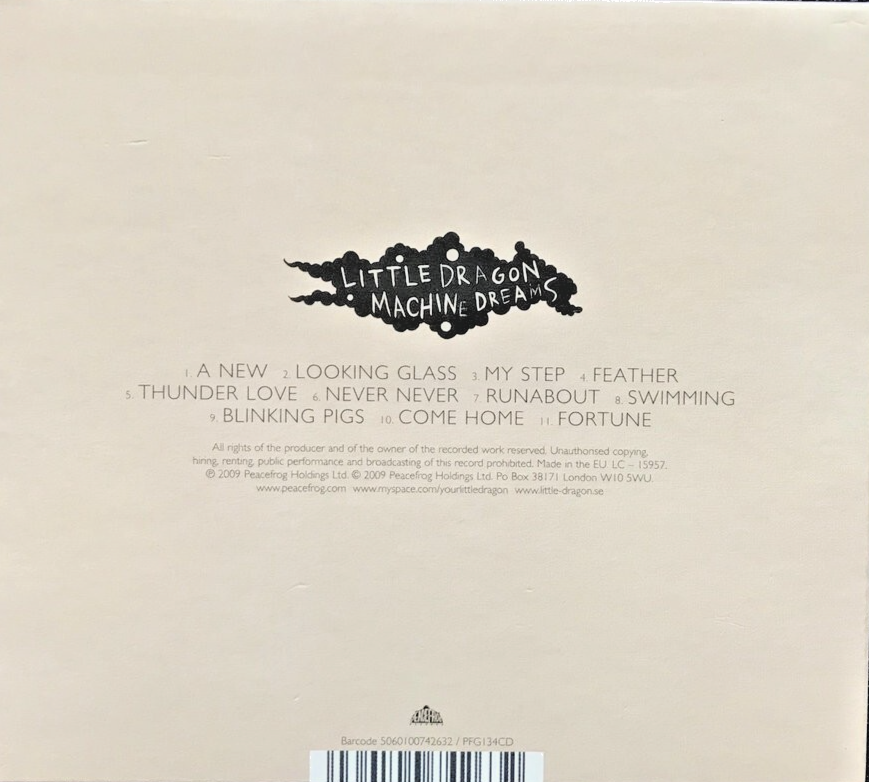 LITTLE DRAGON
MACHINE DREAMS
1. A NEW 2. LOOKING GLASS 3. MY STEP 4. FEATHER
5. THUNDER LOVE 6. NEVER NEVER 7. RUNABOUT 8. SWIMMING
9. BLINKING PIGS 10. COME HOME 11. FORTUNE
All rights of the producer and of the owner of the recorded work reserved. Unauthorised copying,
hiring, renting, public performance and broadcasting of this record prohibited. Made in the EU. LC – 15957.
℗ 2009 Peacefrog Holdings Ltd. © 2009 Peacefrog Holdings Ltd. Po Box 38171 London W10 5WU.
www.peacefrog.com www.myspace.com/yourlittledragon www.little-dragon.se
PEACEFROG
Barcode 5060100742632 / PFG134CD